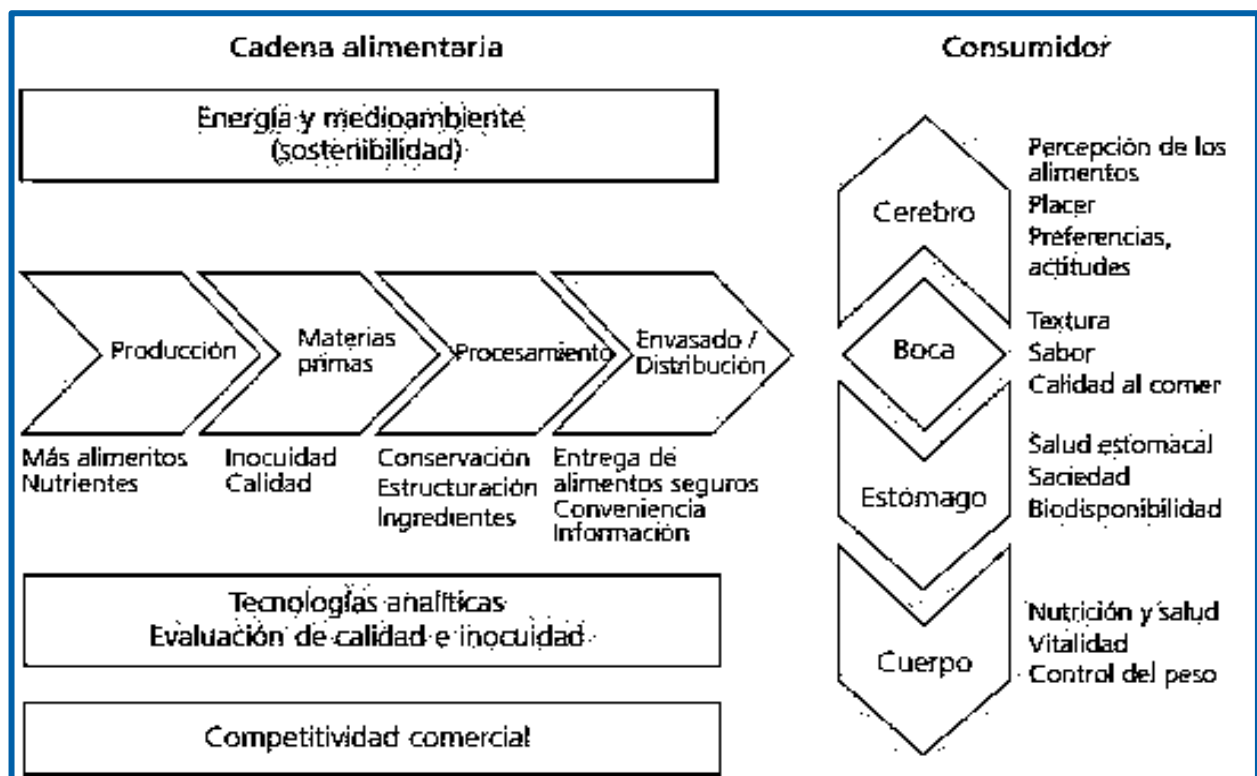 Cadena alimentaria
Energía y medioambiente
(sostenibilidad)
Producción
Materias
primas
Procesamiento
Envasado /
Distribución
Más alimentos
Nutrientes
Inocuidad
Calidad
Conservación
Estructuración
Ingredientes
Entrega de
alimentos seguros
Conveniencia
Información
Tecnologías analíticas
Evaluación de calidad e inocuidad
Competitividad comercial
Consumidor
Cerebro
Percepción de los
alimentos
Placer
Preferencias,
actitudes
Boca
Textura
Sabor
Calidad al comer
Estómago
Salud estomacal
Saciedad
Biodisponibilidad
Cuerpo
Nutrición y salud
Vitalidad
Control del peso